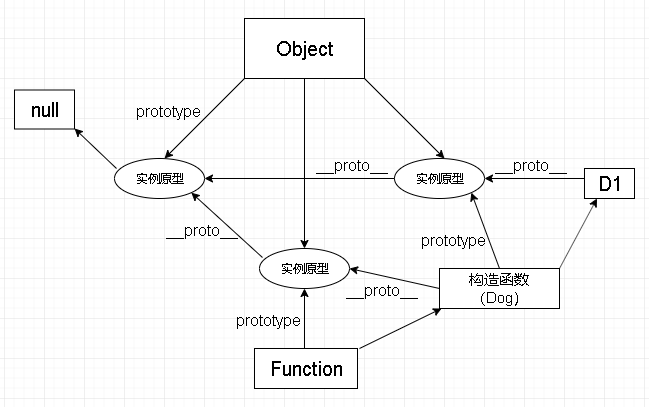 Object
prototype
null
实例原型
__proto__
实例原型
__proto__
D1
__proto__
prototype
实例原型
__proto__
构造函数
（Dog）
prototype
Function